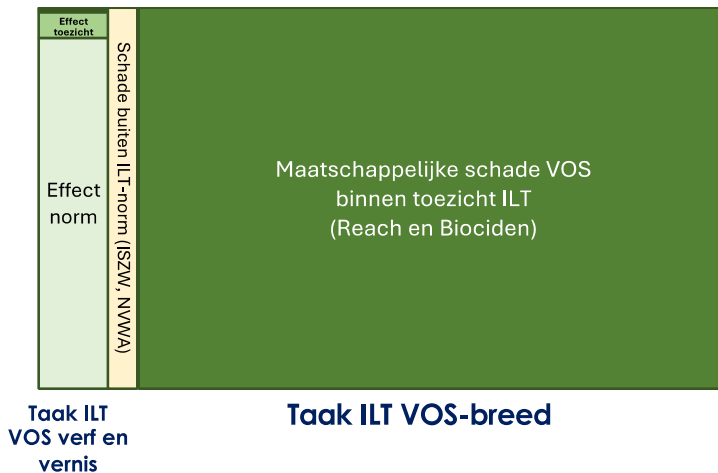 Effect
toezicht
Effect
norm
Schade buiten ILT-norm (ISZW, NVWA)
Maatschappelijke schade VOS
binnen toezicht ILT
(Reach en Biociden)
Taak ILT
VOS verf en
vernis
Taak ILT VOS-breed